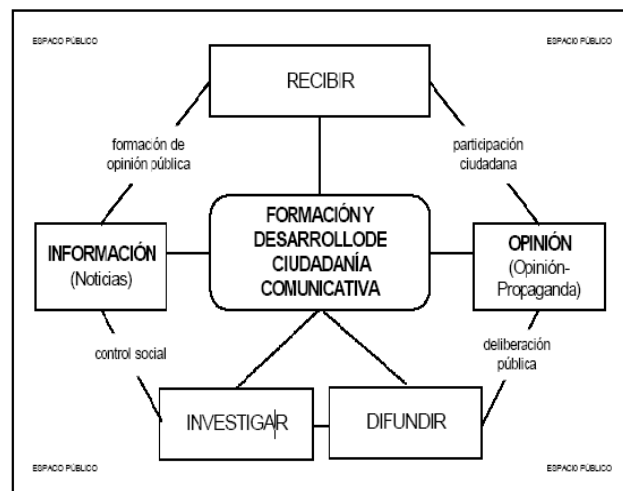 ESPACO PÚBLICO
ESPACIO PÚBLICO
RECIBIR
formación de
opinión pública
participación
ciudadana
INFORMACIÓN
(Noticias)
FORMACIÓN Y
DESARROLLODE
CIUDADANÍA
COMUNICATIVA
OPINIÓN
(Opinión-
Propaganda)
control social
deliberación
pública
INVESTIGAR
DIFUNDIR
ESPACIO PÚBLICO
ESPACIO PÚBLICO